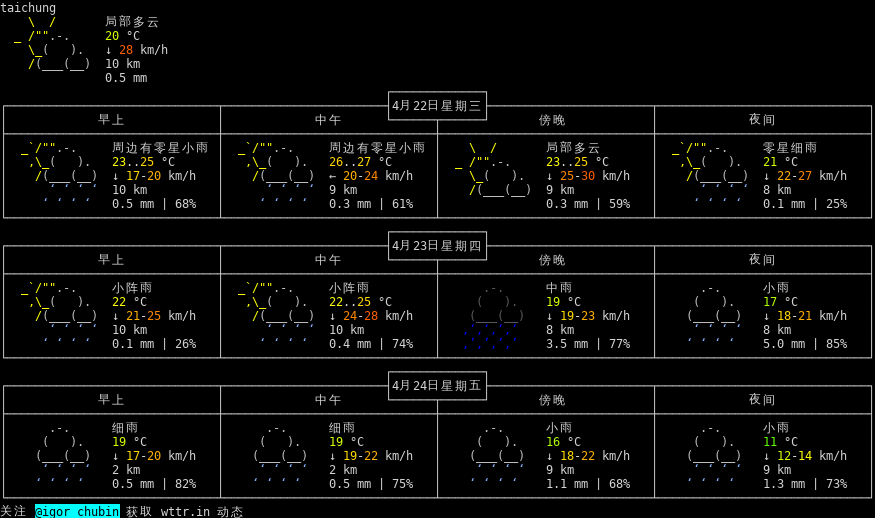 taichung
局部多云
20 °C
↓ 28 km/h
10 km
0.5 mm
4月22日星期三
早上 中午 傍晚 夜间
周边有零星小雨 周边有零星小雨 局部多云 零星细雨
23..25 °C 26..27 °C 23..25 °C 21 °C
↓ 17-20 km/h ← 20-24 km/h ↓ 25-30 km/h ↓ 22-27 km/h
10 km 9 km 9 km 8 km
0.5 mm | 68% 0.3 mm | 61% 0.3 mm | 59% 0.1 mm | 25%
4月23日星期四
早上 中午 傍晚 夜间
小阵雨 小阵雨 中雨 小雨
22 °C 22..25 °C 19 °C 17 °C
↓ 21-25 km/h ↓ 24-28 km/h ↓ 19-23 km/h ↓ 18-21 km/h
10 km 10 km 8 km 8 km
0.1 mm | 26% 0.4 mm | 74% 3.5 mm | 77% 5.0 mm | 85%
4月24日星期五
早上 中午 傍晚 夜间
细雨 细雨 小雨 小雨
19 °C 19 °C 16 °C 11 °C
↓ 17-20 km/h ↓ 19-22 km/h ↓ 18-22 km/h ↓ 12-14 km/h
2 km 2 km 9 km 9 km
0.5 mm | 82% 0.5 mm | 75% 1.1 mm | 68% 1.3 mm | 73%
关注 @igor_chubin 获取 wttr.in 动态